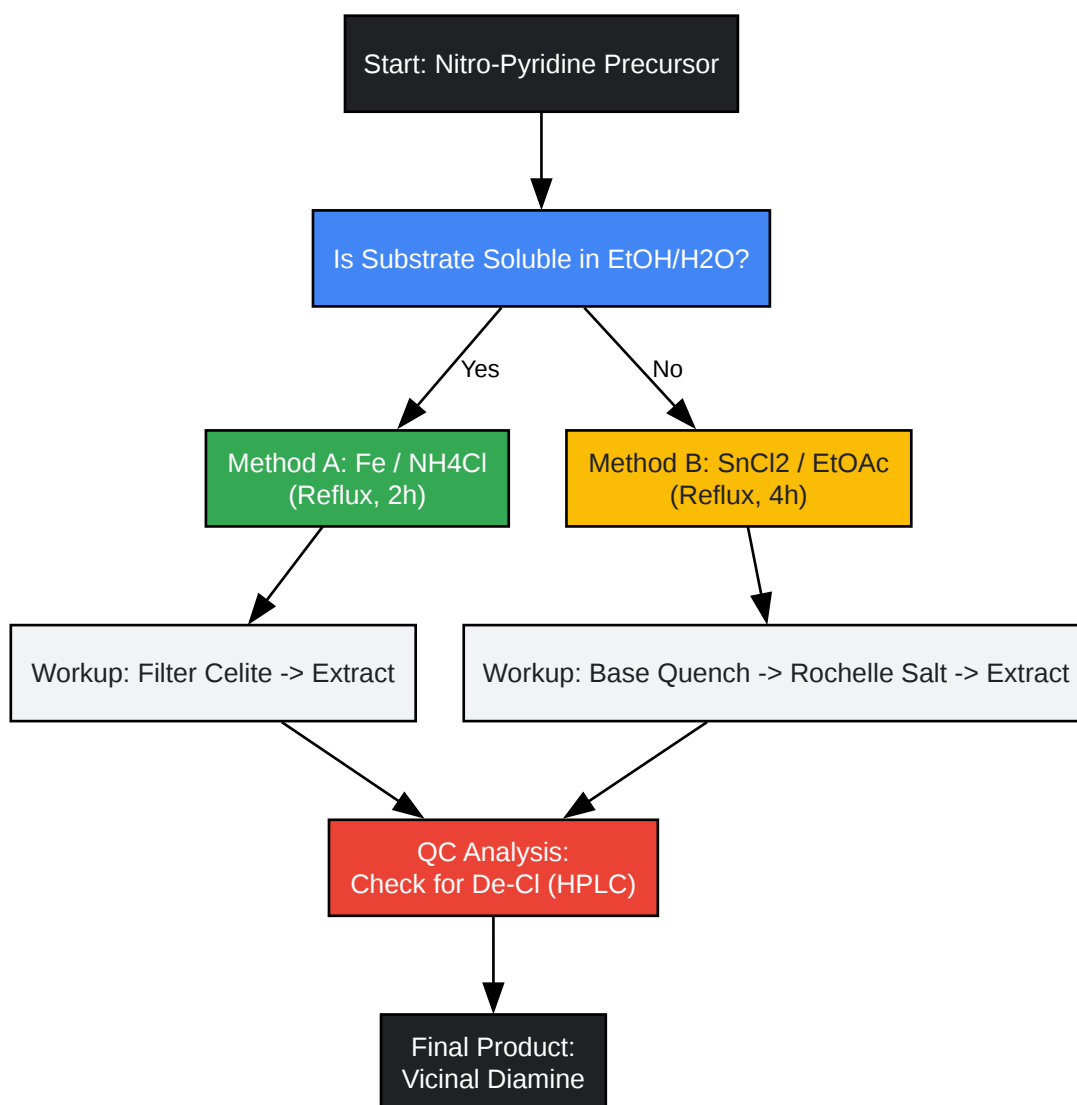 Start: Nitro-Pyridine Precursor
Is Substrate Soluble in EtOH/H2O?
Yes
No
Method A: Fe / NH4Cl
(Reflux, 2h)
Method B: SnCl2 / EtOAc
(Reflux, 4h)
Workup: Filter Celite -> Extract
Workup: Base Quench -> Rochelle Salt -> Extract
QC Analysis:
Check for De-Cl (HPLC)
Final Product:
Vicinal Diamine